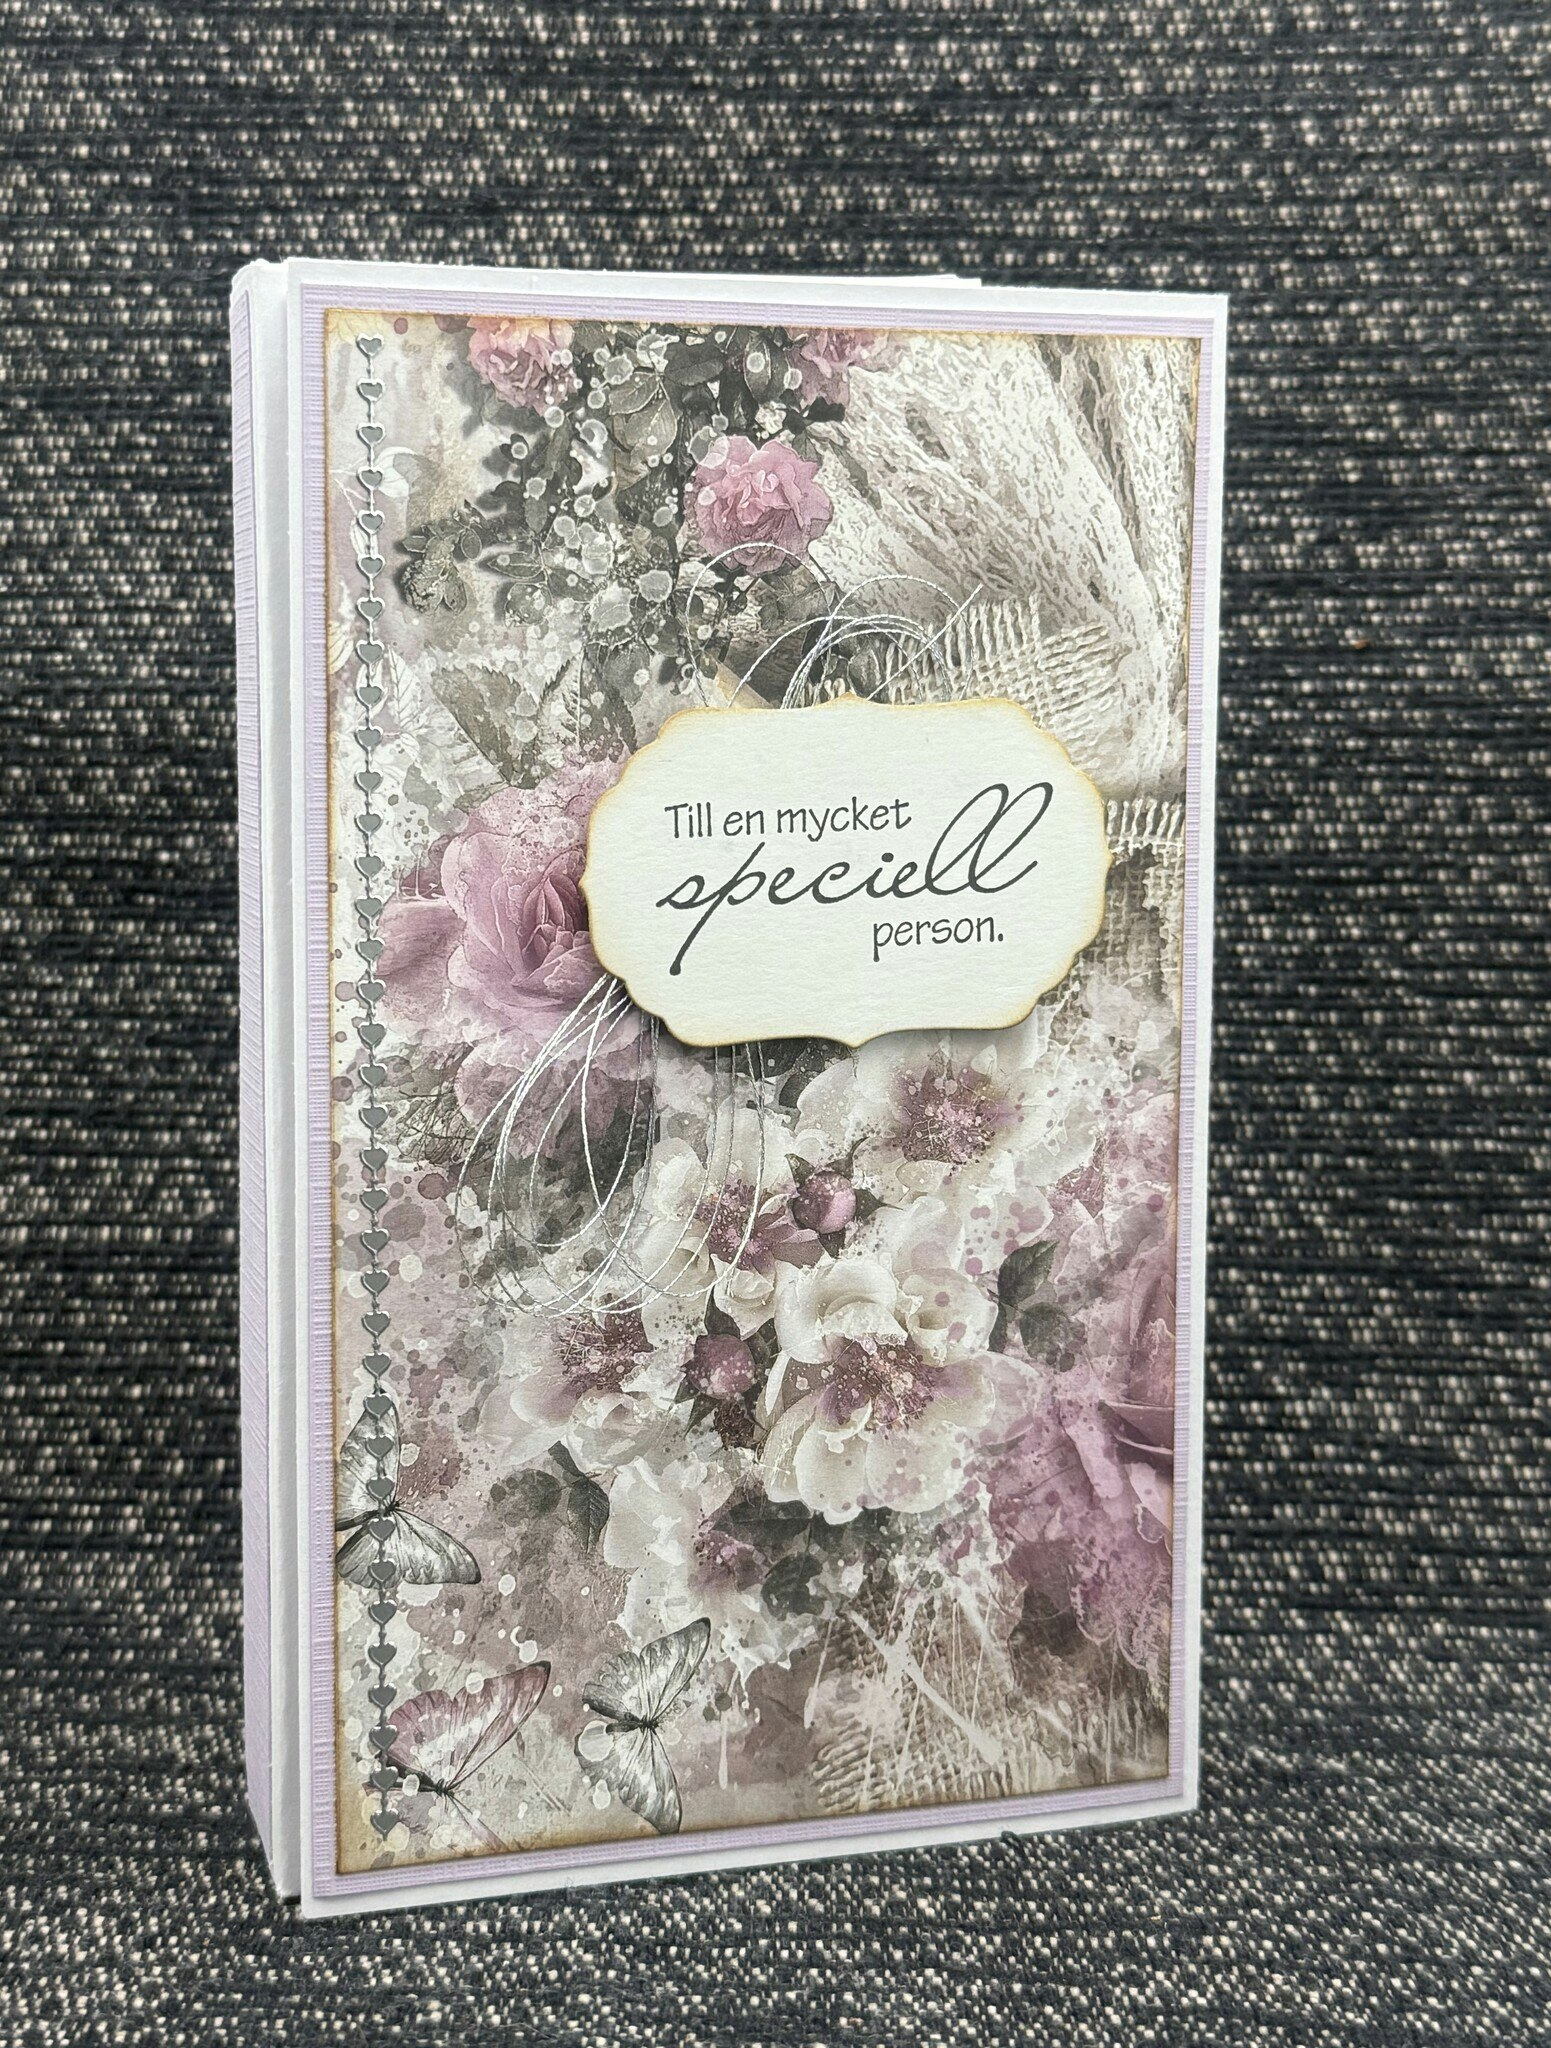 Till en mycket
speciell
person.